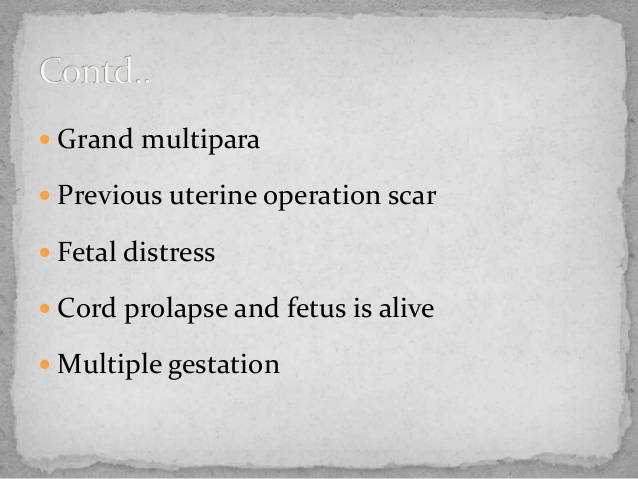 Contd..
Grand multipara
Previous uterine operation scar
Fetal distress
Cord prolapse and fetus is alive
Multiple gestation